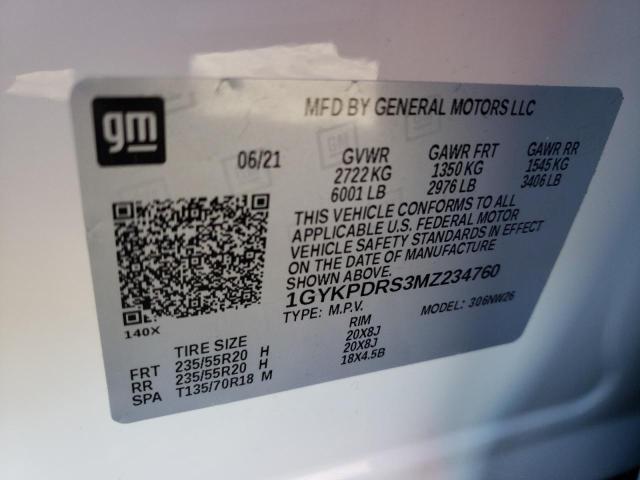 gm
MFD BY GENERAL MOTORS LLC
06/21 GVWR GAWR FRT GAWR RR
2722 KG 1350 KG 1545 KG
6001 LB 2976 LB 3406 LB
THIS VEHICLE CONFORMS TO ALL
APPLICABLE U.S. FEDERAL MOTOR
VEHICLE SAFETY STANDARDS IN EFFECT
ON THE DATE OF MANUFACTURE
SHOWN ABOVE.
1GYKPDRS3MZ234760
TYPE: M.P.V. MODEL: 306NW26
140X
TIRE SIZE RIM
FRT 235/55R20 H 20X8J
RR 235/55R20 H 20X8J
SPA T135/70R18 M 18X4.5B